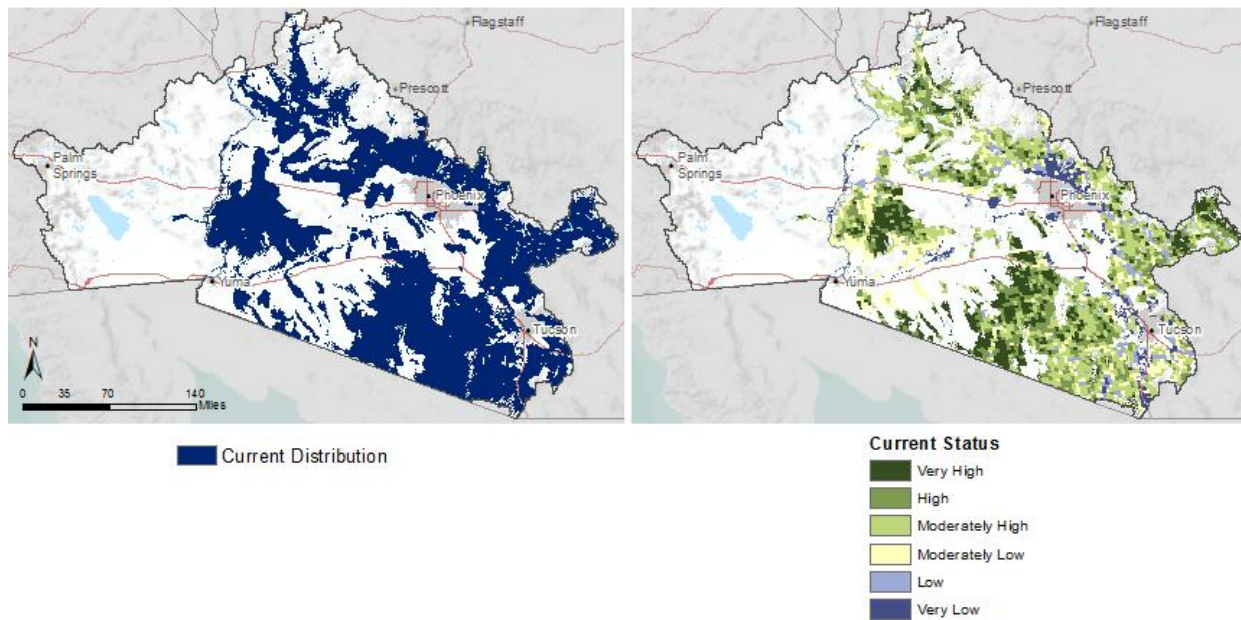 Flagstaff
Prescott
Palm
Springs
Phoenix
Yuma
Tucson
N
0 35 70 140
Miles
Flagstaff
Prescott
Palm
Springs
Phoenix
Yuma
Tucson
Current Distribution
Current Status
Very High
High
Moderately High
Moderately Low
Low
Very Low